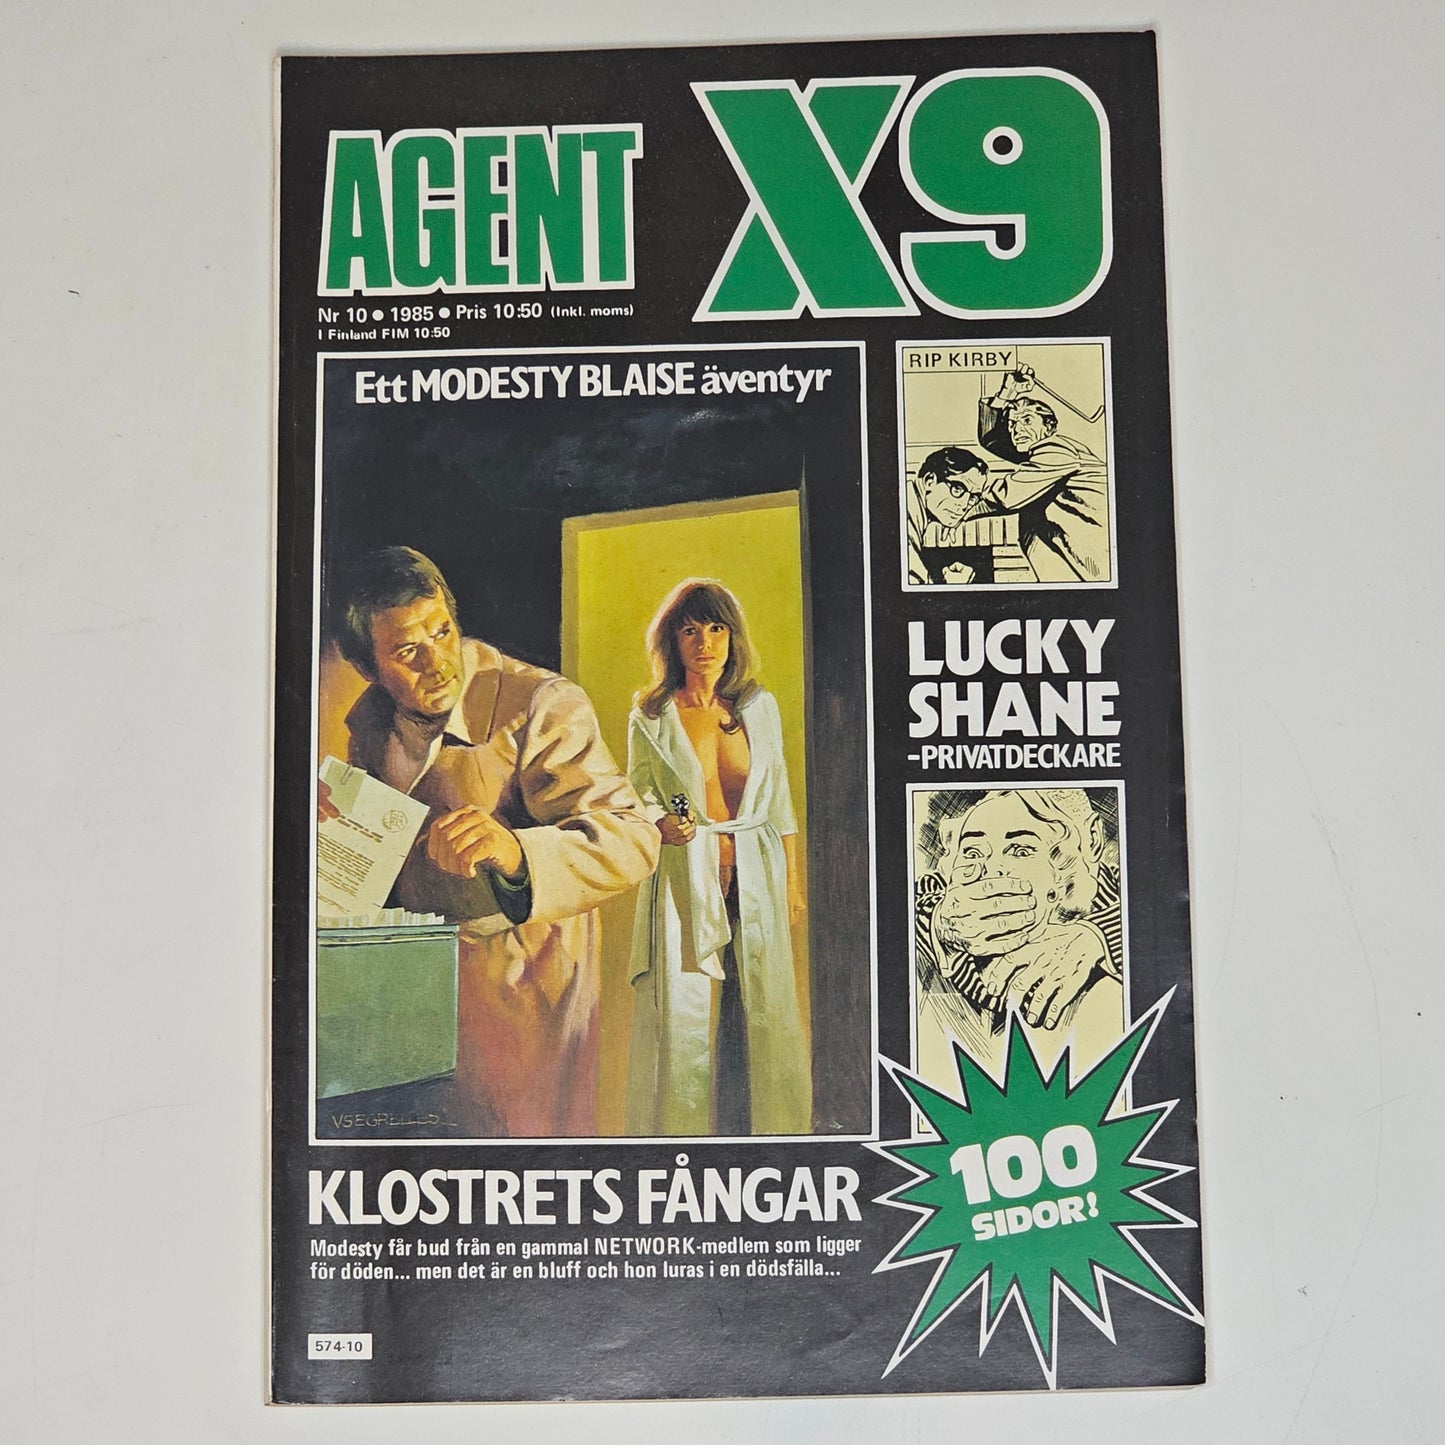 AGENT X9
Nr 10 • 1985 • Pris 10:50 (Inkl. moms)
I Finland FIM 10:50
Ett MODESTY BLAISE äventyr
RIP KIRBY
LUCKY
SHANE
-PRIVATDECKARE
VSEGRELLES
100
SIDOR!
KLOSTRETS FÅNGAR
Modesty får bud från en gammal NETWORK-medlem som ligger
för döden... men det är en bluff och hon luras i en dödsfälla...
574-10